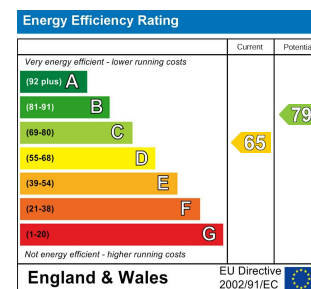 Energy Efficiency Rating
Current Potentia
Very energy efficient - lower running costs
(92 plus) A
(81-91) B
79
(69-80) C
65
(55-68) D
(39-54) E
(21-38) F
(1-20) G
Not energy efficient - higher running costs
England & Wales
EU Directive
2002/91/EC